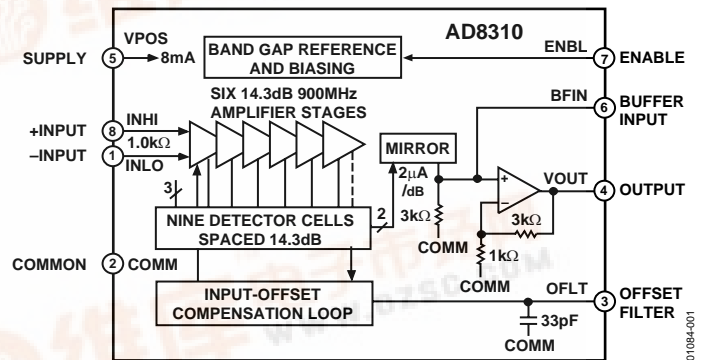 AD8310
VPOS
SUPPLY 5 8mA
BAND GAP REFERENCE
AND BIASING
ENBL
7 ENABLE
SIX 14.3dB 900MHz
AMPLIFIER STAGES
BFIN
6 BUFFER
INPUT
+INPUT 8 INHI
1.0kΩ
–INPUT 1 INLO
MIRROR
2μA
/dB
3kΩ
COMM
+
–
VOUT
4 OUTPUT
3kΩ
1kΩ
COMM
3
NINE DETECTOR CELLS
SPACED 14.3dB
2
COMMON 2 COMM
INPUT-OFFSET
COMPENSATION LOOP
OFLT
3 OFFSET
FILTER
33pF
COMM
01084-001